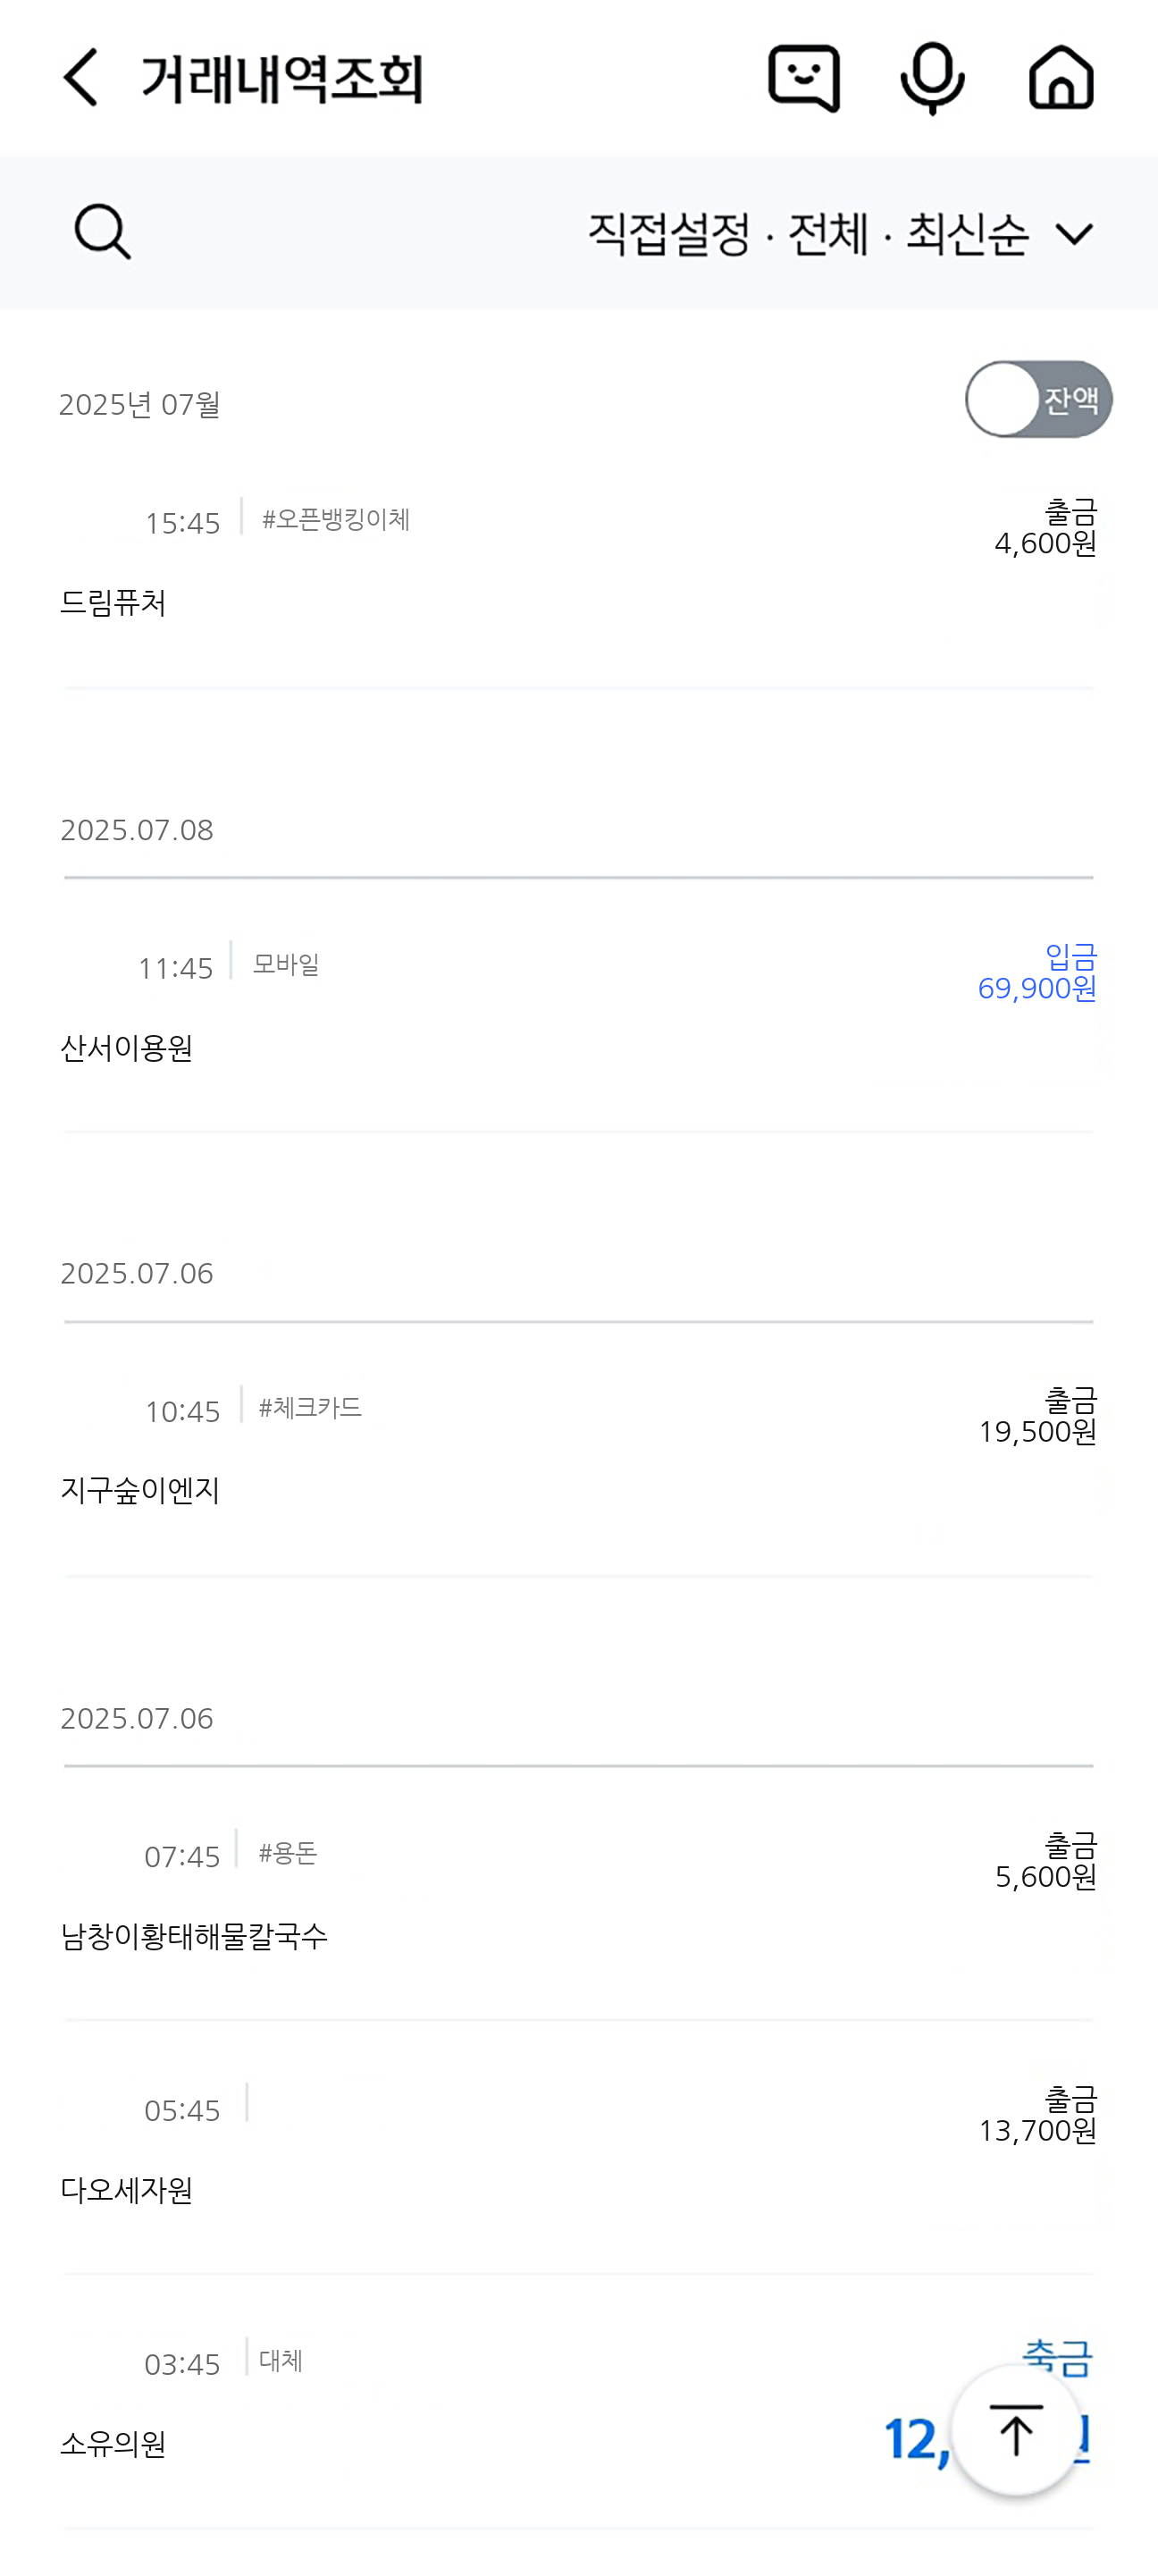 거래내역조회
직접설정 · 전체 · 최신순
2025년 07월
잔액
15:45 #오픈뱅킹이체
출금
4,600원
드림퓨처
2025.07.08
11:45 모바일
입금
69,900원
산서이용원
2025.07.06
10:45 #체크카드
출금
19,500원
지구숲이엔지
2025.07.06
07:45 #용돈
출금
5,600원
남창이황태해물칼국수
05:45
출금
13,700원
다오세자원
03:45 대체
소유의원
12,